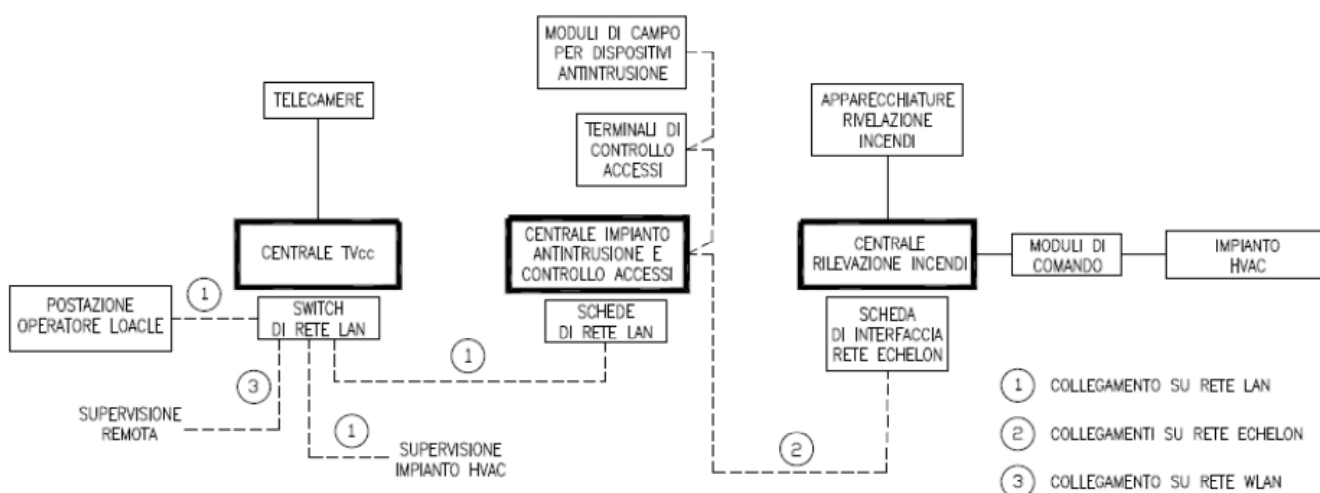 MODULI DI CAMPO
PER DISPOSITIVI
ANTINTRUSIONE
TELECAMERE
TERMINALI DI
CONTROLLO
ACCESSI
APPARECCHIATURE
RIVELAZIONE
INCENDI
CENTRALE TVcc
CENTRALE IMPIANTO
ANTINTRUSIONE E
CONTROLLO ACCESSI
CENTRALE
RILEVAZIONE INCENDI
MODULI DI
COMANDO
IMPIANTO
HVAC
POSTAZIONE
OPERATORE LOACLE
1
SWITCH
DI RETE LAN
SCHEDE
DI RETE LAN
SCHEDA
DI INTERFACCIA
RETE ECHELON
3
1
SUPERVISIONE
REMOTA
1
SUPERVISIONE
IMPIANTO HVAC
2
1 COLLEGAMENTO SU RETE LAN
2 COLLEGAMENTI SU RETE ECHELON
3 COLLEGAMENTO SU RETE WLAN